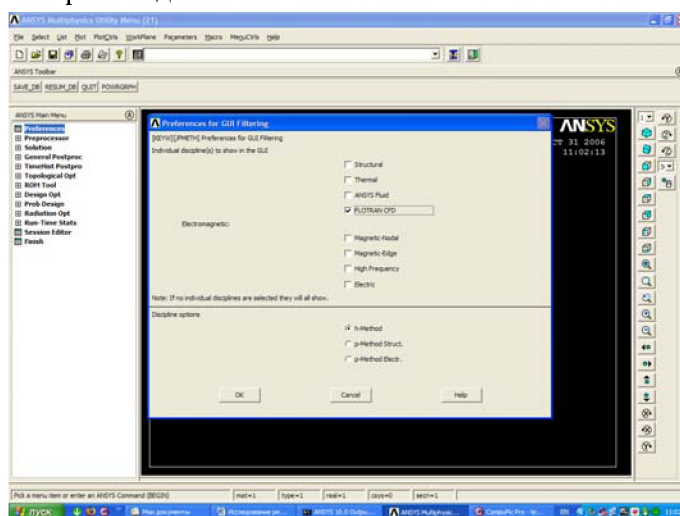 ANSYS Multiphysics Utility Menu (21)
File Select List Plot PlotCtrls WorkPlane Parameters Macro MenuCtrls Help
ANSYS Toolbar
SAVE_DB RESUM_DB QUIT POWRGRPH
ANSYS Main Menu
Preferences
Preprocessor
Solution
General Postproc
TimeHist Postpro
Topological Opt
ROM Tool
Design Opt
Prob Design
Radiation Opt
Run-Time Stats
Session Editor
Finish
Preferences for GUI Filtering
[KEYW][/PMETH] Preferences for GUI Filtering
Individual discipline(s) to show in the GUI
Structural
Thermal
ANSYS Fluid
FLOTRAN CFD
Electromagnetic:
Magnetic-Nodal
Magnetic-Edge
High Frequency
Electric
Note: If no individual disciplines are selected they will all show.
Discipline options
h-Method
p-Method Struct.
p-Method Electr.
OK Cancel Help
ANSYS
31 2006
11:02:13
Pick a menu item or enter an ANSYS Command (BEGIN) mat=1 type=1 real=1 csys=0 secn=1
пуск Мои документы ANSYS 10.0 Outpu... ANSYS Multiphysic... CompuPic Pro - le... EN